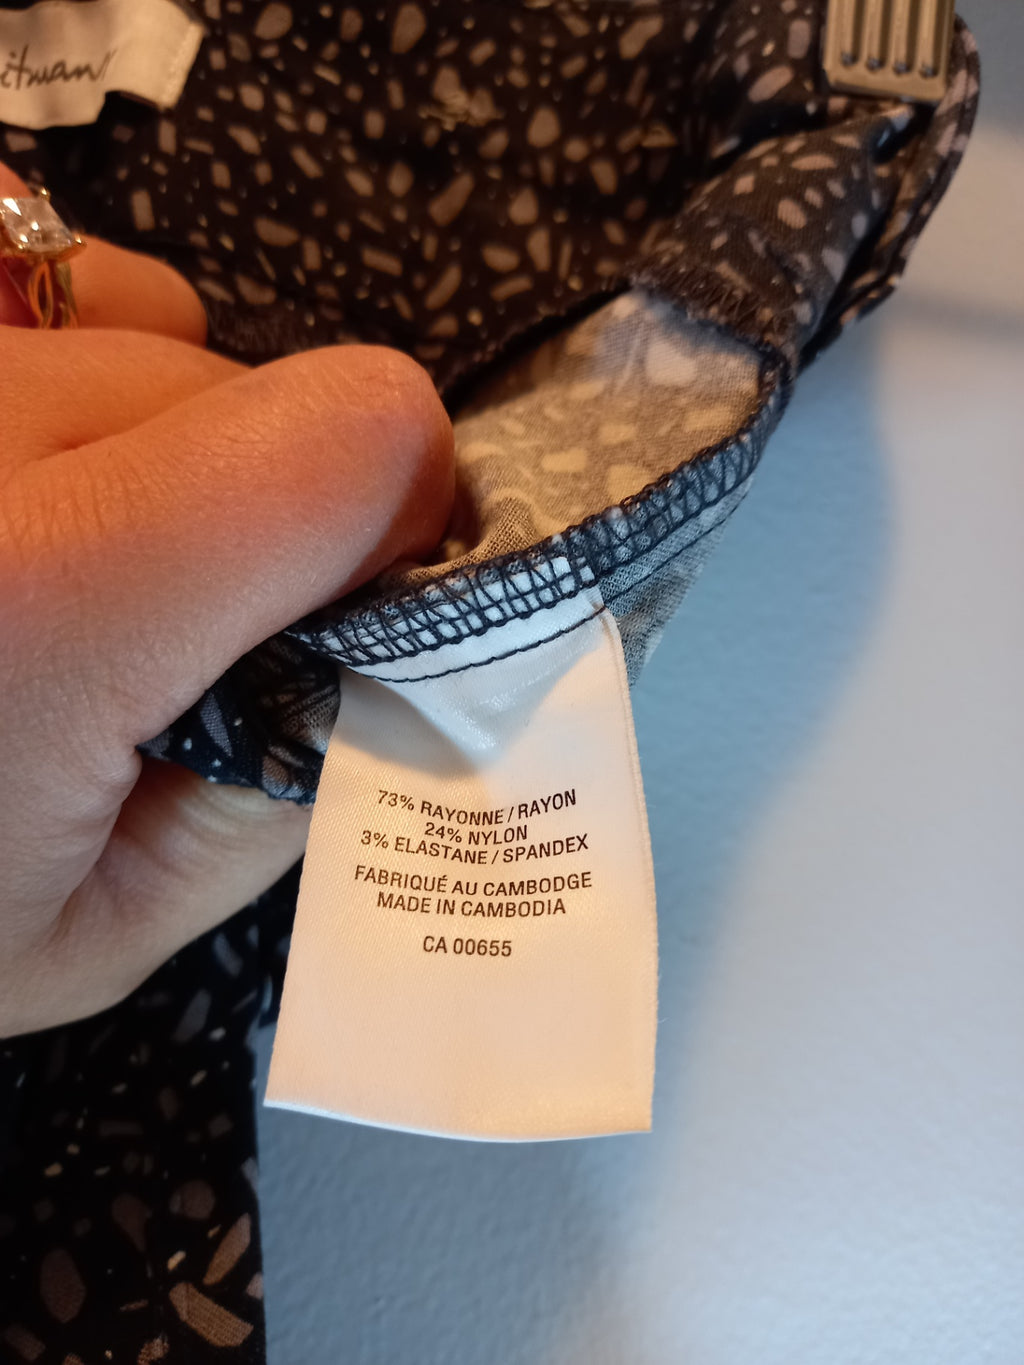 73% RAYONNE / RAYON
24% NYLON
3% ELASTANE / SPANDEX
FABRIQUÉ AU CAMBODGE
MADE IN CAMBODIA
CA 00655